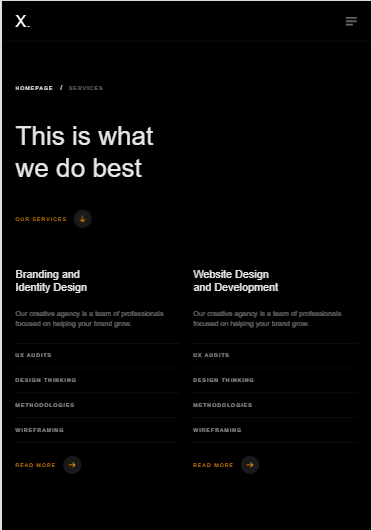 X.
HOMEPAGE / SERVICES
This is what
we do best
OUR SERVICES
Branding and
Identity Design
Our creative agency is a team of professionals
focused on helping your brand grow.
UX AUDITS
DESIGN THINKING
METHODOLOGIES
WIREFRAMING
READ MORE
Website Design
and Development
Our creative agency is a team of professionals
focused on helping your brand grow.
UX AUDITS
DESIGN THINKING
METHODOLOGIES
WIREFRAMING
READ MORE